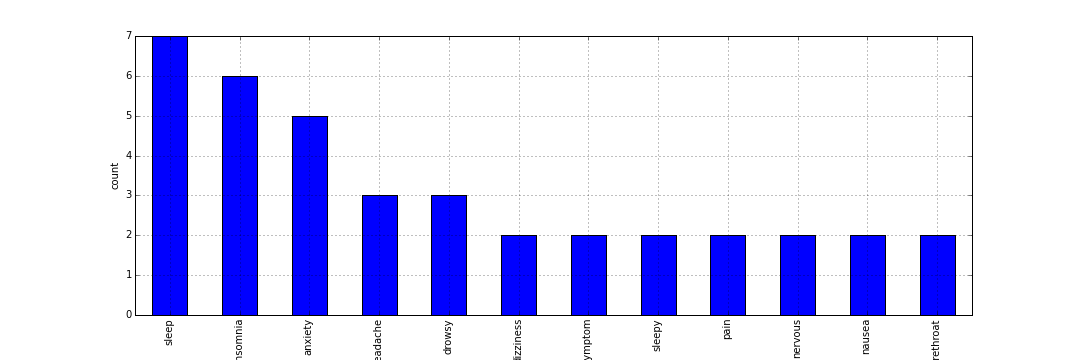 7
6
5
4
3
2
1
0
count
sleep
nsomnia
anxiety
eadache
drowsy
lizziness
ymptom
sleepy
pain
nervous
nausea
rethroat